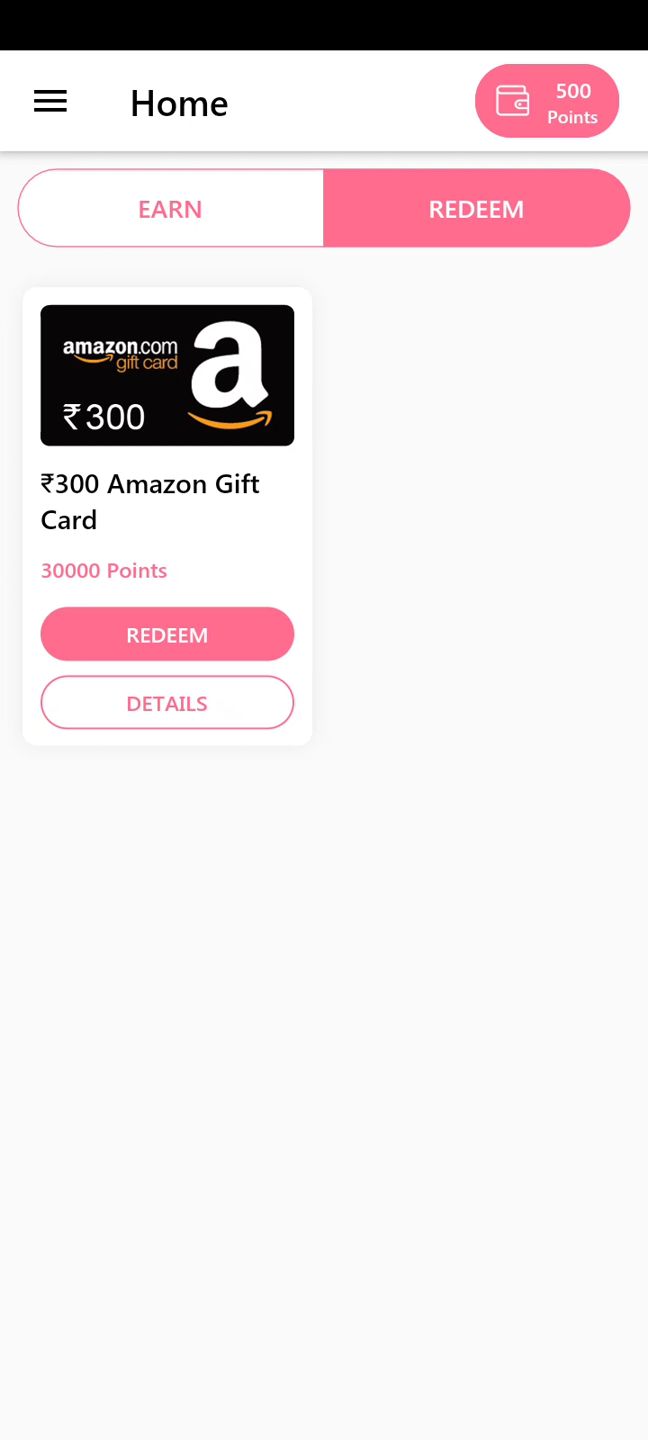 Home
500
Points
EARN
REDEEM
amazon.com
gift card
a
₹300
₹300 Amazon Gift
Card
30000 Points
REDEEM
DETAILS